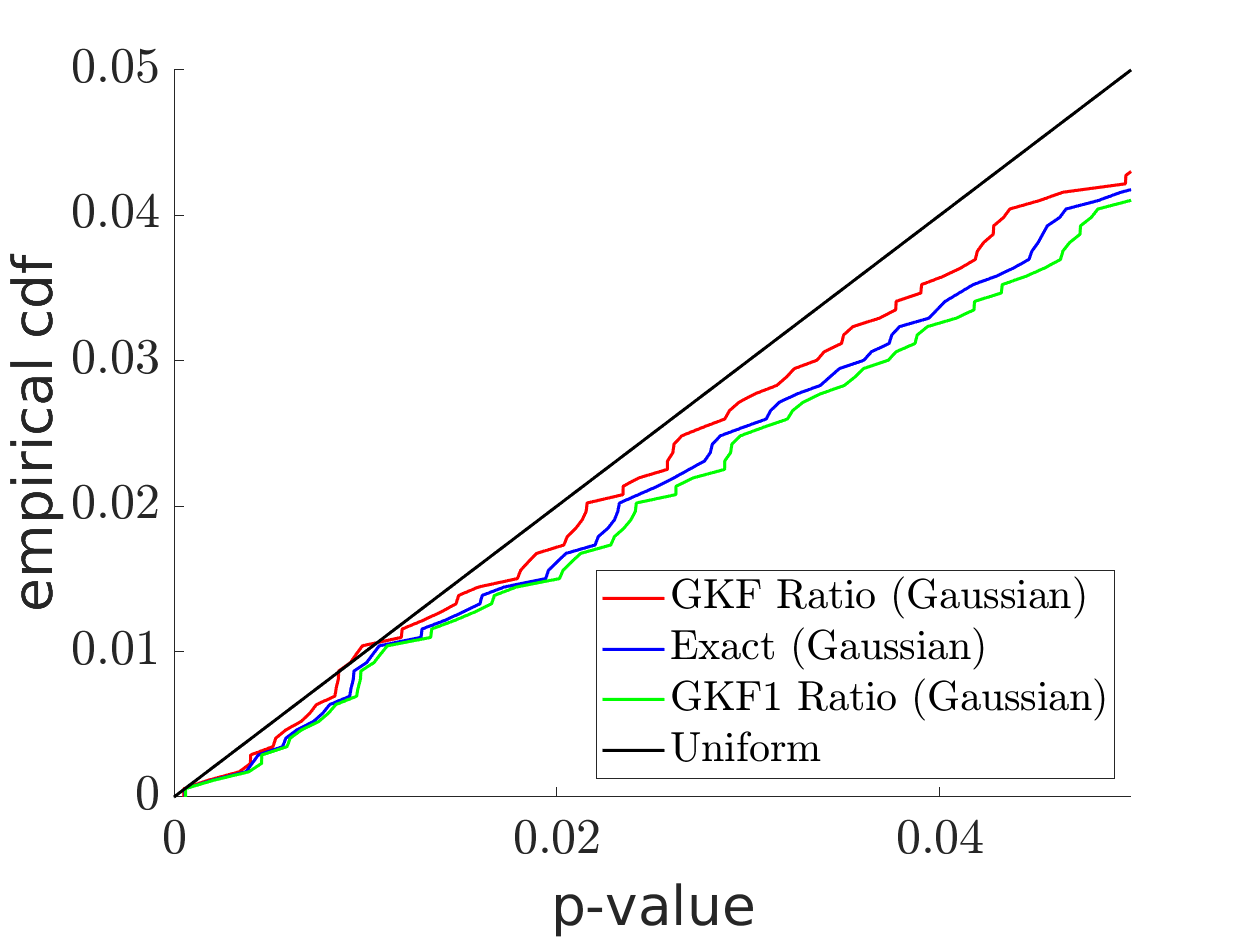 0.05
0.04
0.03
0.02
0.01
0
empirical cdf
GKF Ratio (Gaussian)
Exact (Gaussian)
GKF1 Ratio (Gaussian)
Uniform
0
0.02
0.04
p-value